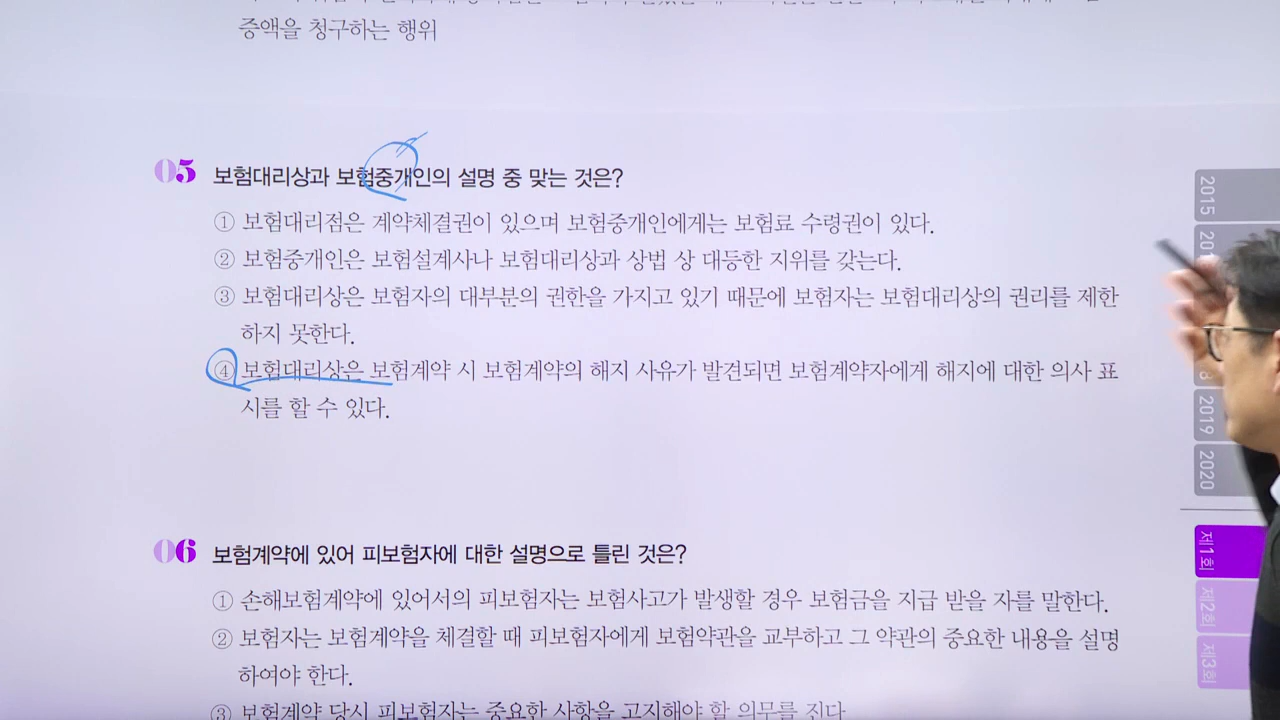 증액을 청구하는 행위
05 보험대리상과 보험중개인의 설명 중 맞는 것은?
① 보험대리점은 계약체결권이 있으며 보험중개인에게는 보험료 수령권이 있다.
② 보험중개인은 보험설계사나 보험대리상과 상법 상 대등한 지위를 갖는다.
③ 보험대리상은 보험자의 대부분의 권한을 가지고 있기 때문에 보험자는 보험대리상의 권리를 제한
하지 못한다.
④ 보험대리상은 보험계약 시 보험계약의 해지 사유가 발견되면 보험계약자에게 해지에 대한 의사 표
시를 할 수 있다.
06 보험계약에 있어 피보험자에 대한 설명으로 틀린 것은?
① 손해보험계약에 있어서의 피보험자는 보험사고가 발생할 경우 보험금을 지급 받을 자를 말한다.
② 보험자는 보험계약을 체결할 때 피보험자에게 보험약관을 교부하고 그 약관의 중요한 내용을 설명
하여야 한다.
③ 보험계약 당시 피보험자는 중요한 사항을 고지해야 할 의무를 진다
2015
2019
2020
제1회
제2회
제3회